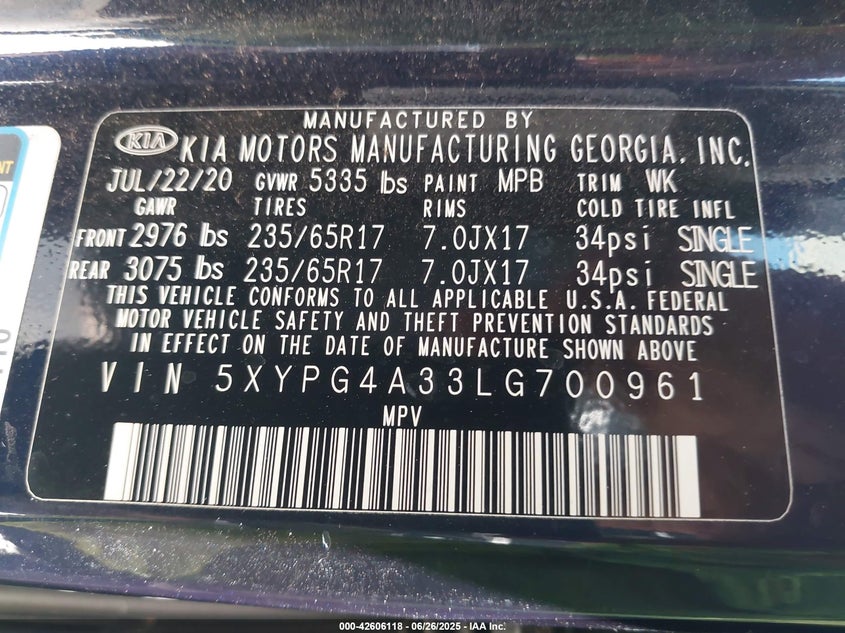 MANUFACTURED BY
KIA KIA MOTORS MANUFACTURING GEORGIA, INC.
JUL/22/20 GVWR 5335 lbs PAINT MPB TRIM WK
GAWR TIRES RIMS COLD TIRE INFL
FRONT 2976 lbs 235/65R17 7.0JX17 34psi SINGLE
REAR 3075 lbs 235/65R17 7.0JX17 34psi SINGLE
THIS VEHICLE CONFORMS TO ALL APPLICABLE U.S.A. FEDERAL
MOTOR VEHICLE SAFETY AND THEFT PREVENTION STANDARDS
IN EFFECT ON THE DATE OF MANUFACTURE SHOWN ABOVE
VIN 5XYPG4A33LG700961
MPV
000-42606118 - 06/26/2025 - IAA Inc.